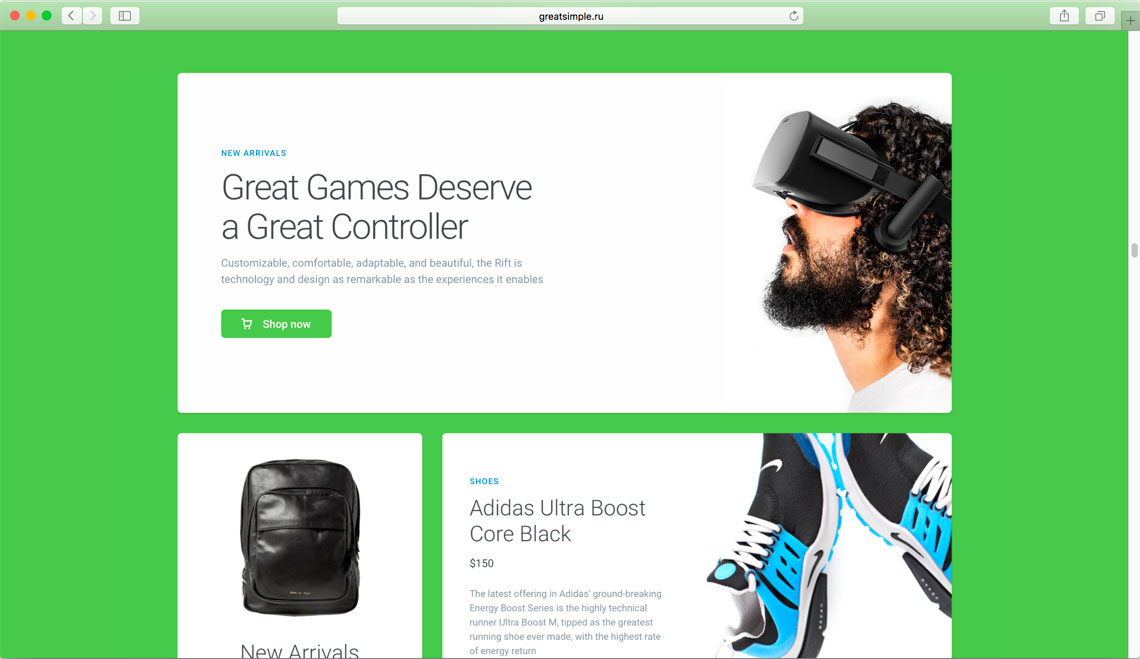 greatsimple.ru
NEW ARRIVALS
Great Games Deserve
a Great Controller
Customizable, comfortable, adaptable, and beautiful, the Rift is
technology and design as remarkable as the experiences it enables
Shop now
New Arrivals
SHOES
Adidas Ultra Boost
Core Black
$150
The latest offering in Adidas' ground-breaking
Energy Boost Series is the highly technical
runner Ultra Boost M, tipped as the greatest
running shoe ever made, with the highest rate
of energy return